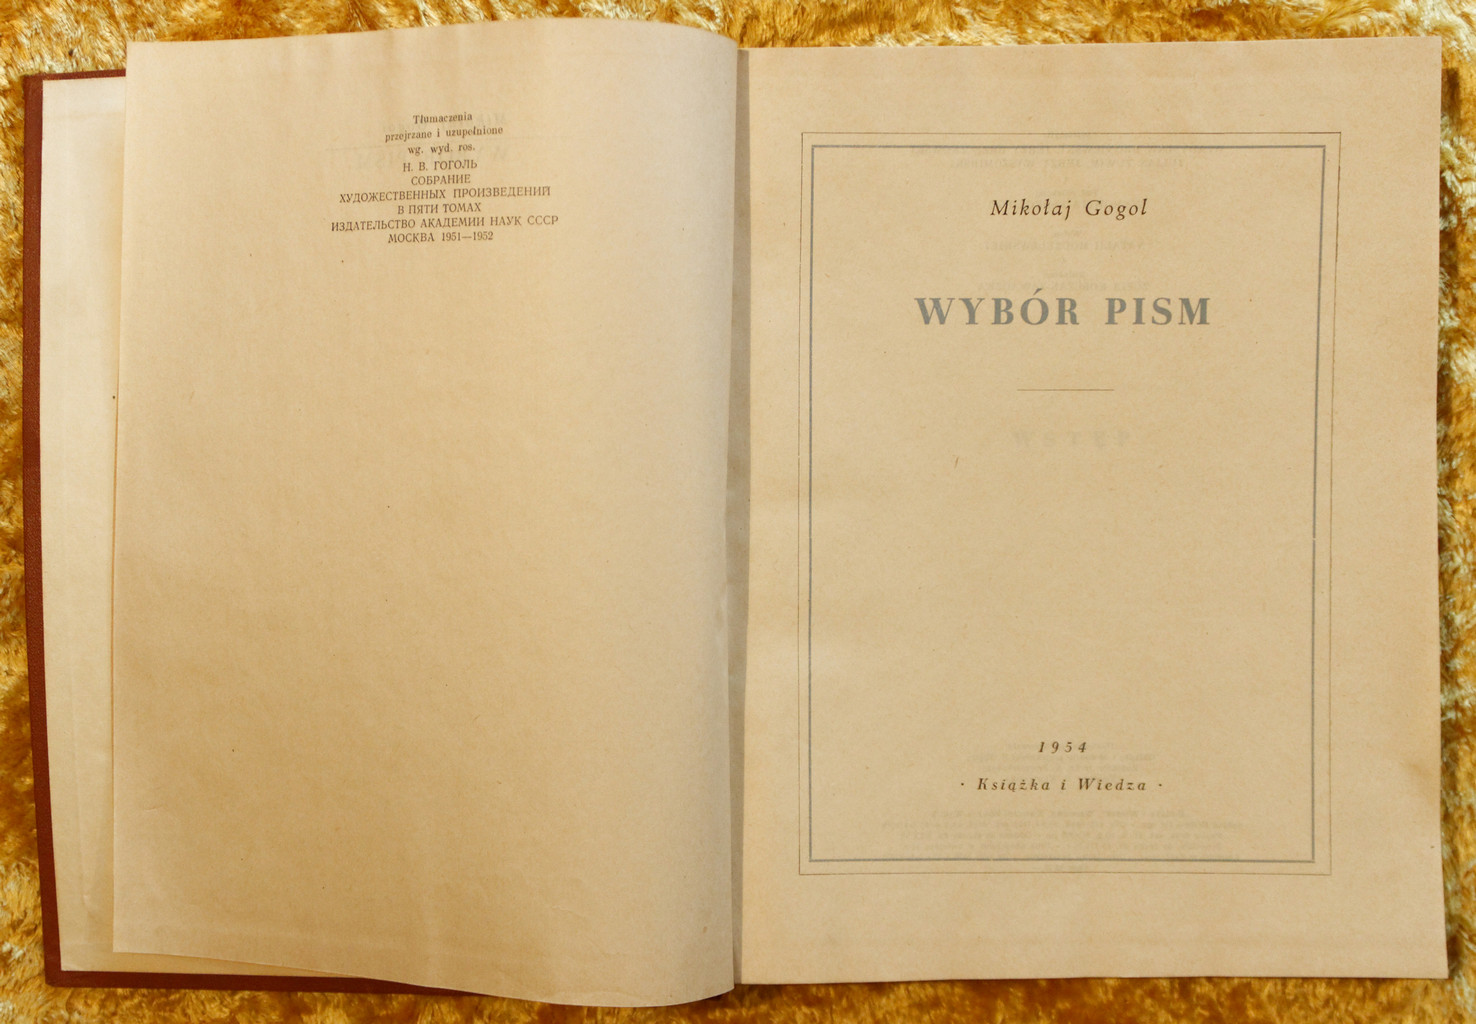 Tłumaczenia
przejrzane i uzupełnione
wg. wyd. ros.
Н. В. ГОГОЛЬ
СОБРАНИЕ
ХУДОЖЕСТВЕННЫХ ПРОИЗВЕДЕНИЙ
В ПЯТИ ТОМАХ
ИЗДАТЕЛЬСТВО АКАДЕМИИ НАУК СССР
МОСКВА 1951—1952
Mikołaj Gogol
WYBÓR PISM
1954
· Książka i Wiedza ·